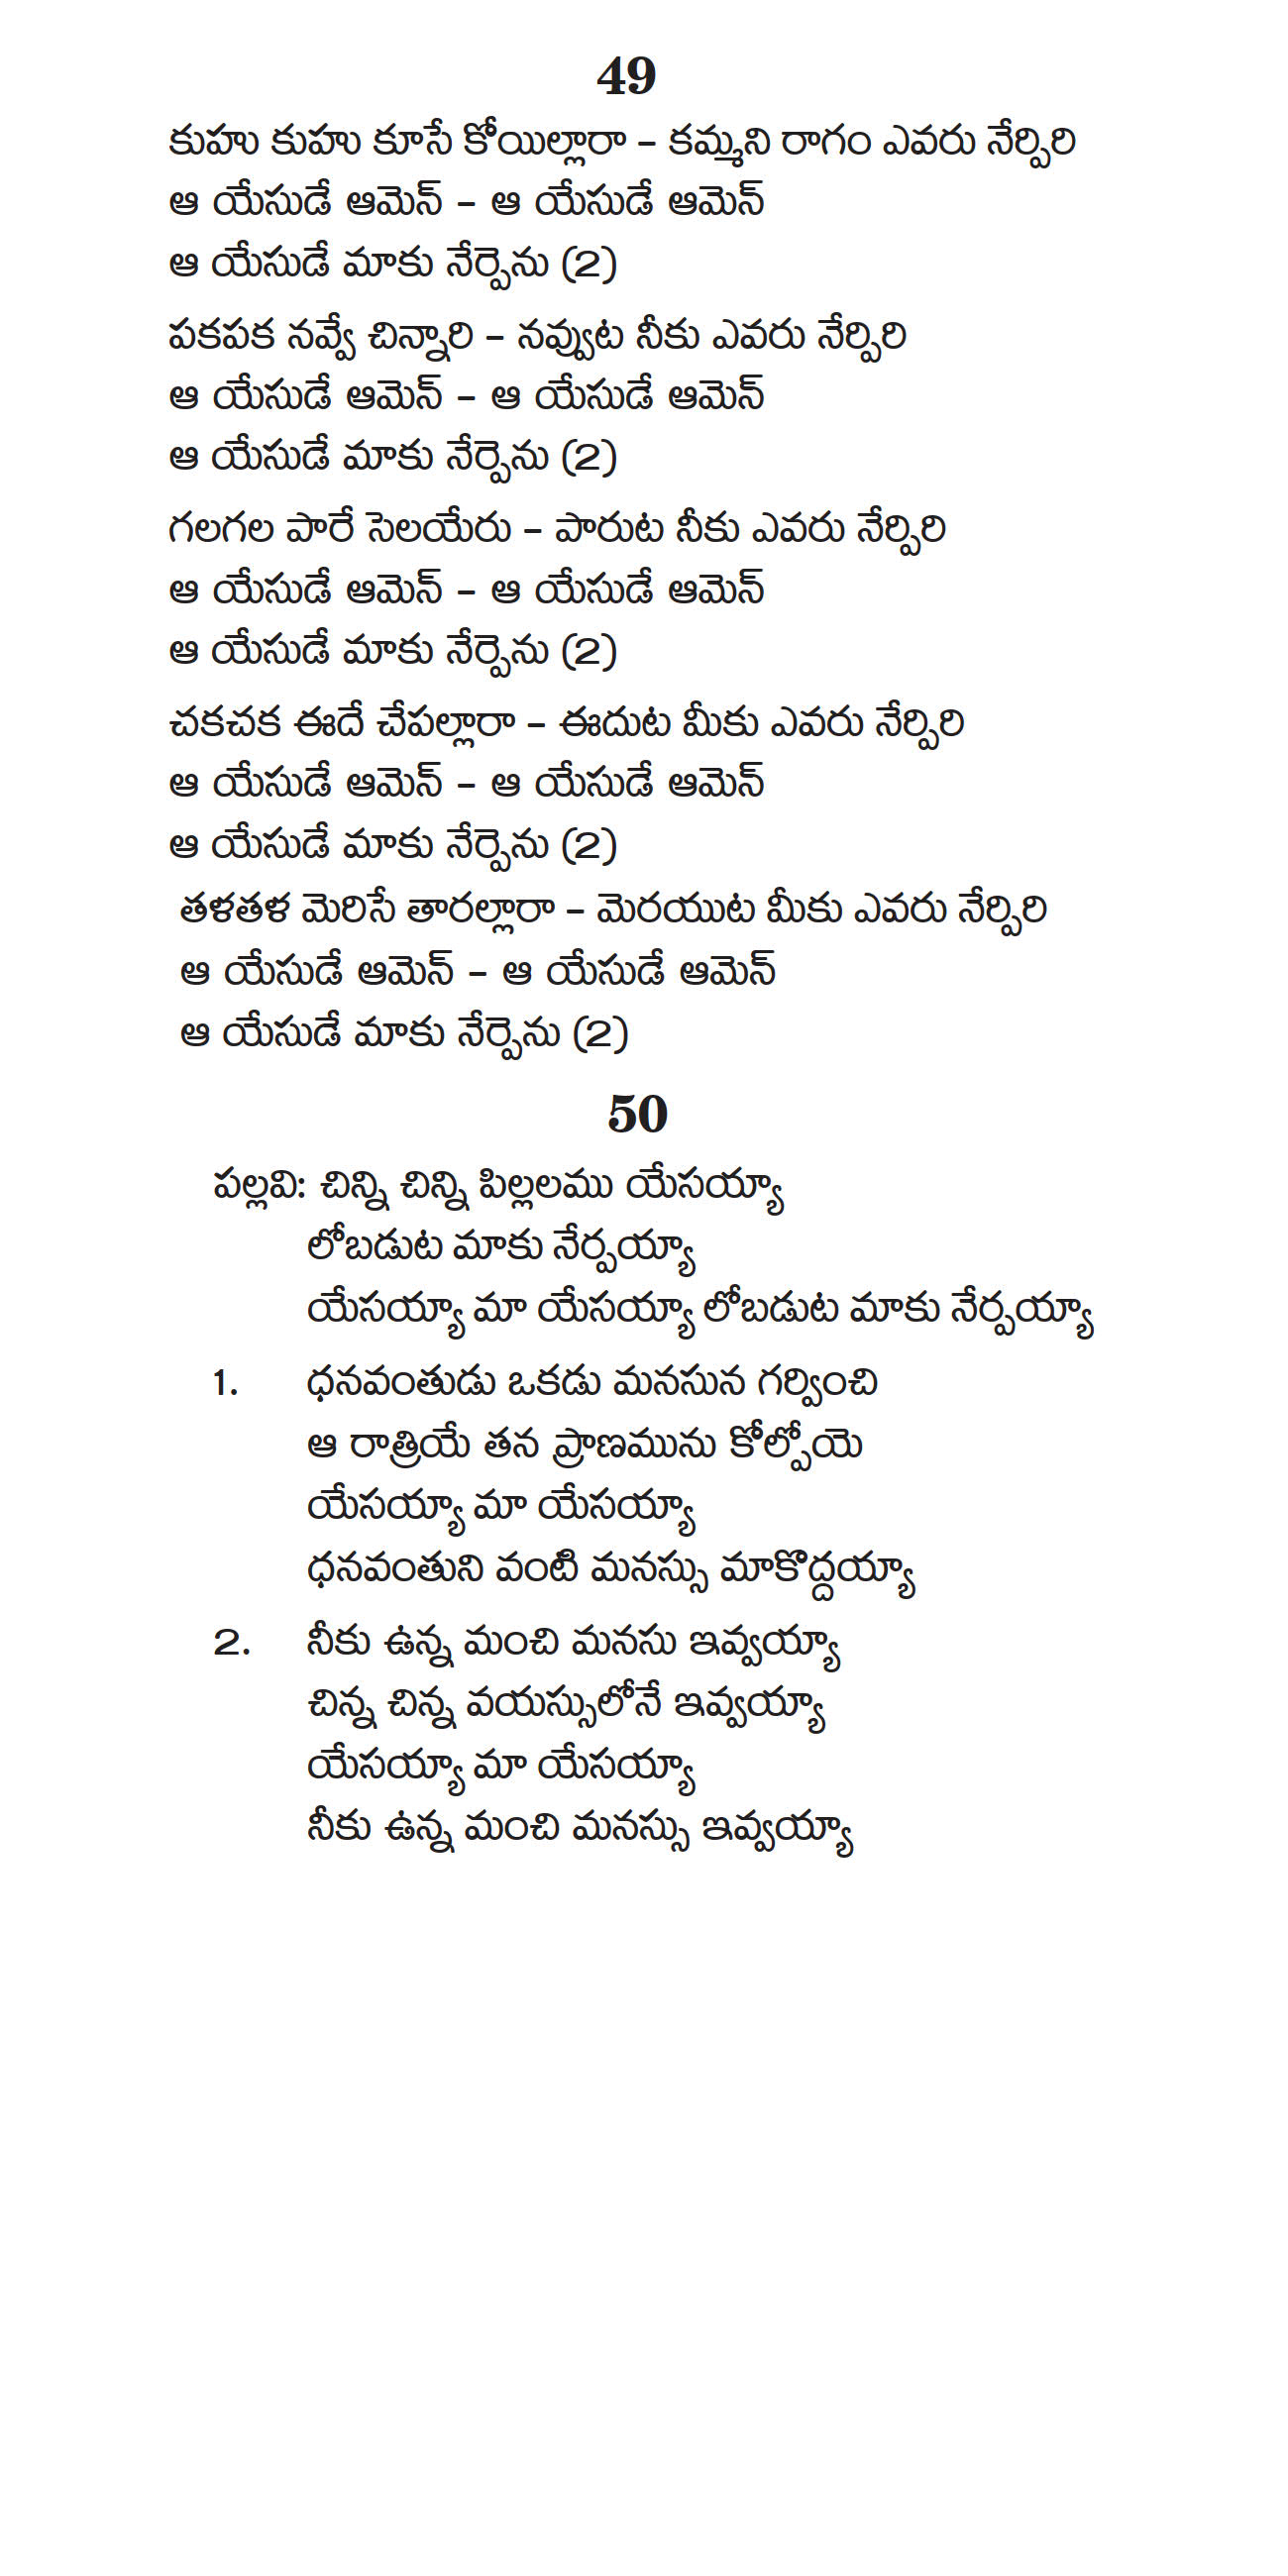 49
కుహు కుహు కూసే కోయిల్లారా – కమ్మని రాగం ఎవరు నేర్పిరి
ఆ యేసుడే ఆమెన్ – ఆ యేసుడే ఆమెన్
ఆ యేసుడే మాకు నేర్పెను (2)
పకపక నవ్వే చిన్నారి – నవ్వుట నీకు ఎవరు నేర్పిరి
ఆ యేసుడే ఆమెన్ – ఆ యేసుడే ఆమెన్
ఆ యేసుడే మాకు నేర్పెను (2)
గలగల పారే సెలయేరు – పారుట నీకు ఎవరు నేర్పిరి
ఆ యేసుడే ఆమెన్ – ఆ యేసుడే ఆమెన్
ఆ యేసుడే మాకు నేర్పెను (2)
చకచక ఈదే చేపల్లారా – ఈదుట మీకు ఎవరు నేర్పిరి
ఆ యేసుడే ఆమెన్ – ఆ యేసుడే ఆమెన్
ఆ యేసుడే మాకు నేర్పెను (2)
తళతళ మెరిసే తారల్లారా – మెరయుట మీకు ఎవరు నేర్పిరి
ఆ యేసుడే ఆమెన్ – ఆ యేసుడే ఆమెన్
ఆ యేసుడే మాకు నేర్పెను (2)
50
పల్లవి: చిన్ని చిన్ని పిల్లలము యేసయ్యా
లోబడుట మాకు నేర్పయ్యా
యేసయ్యా మా యేసయ్యా లోబడుట మాకు నేర్పయ్యా
1. ధనవంతుడు ఒకడు మనసున గర్వించి
ఆ రాత్రియే తన ప్రాణమును కోల్పోయె
యేసయ్యా మా యేసయ్యా
ధనవంతుని వంటి మనస్సు మాకొద్దయ్యా
2. నీకు ఉన్న మంచి మనసు ఇవ్వయ్యా
చిన్న చిన్న వయస్సులోనే ఇవ్వయ్యా
యేసయ్యా మా యేసయ్యా
నీకు ఉన్న మంచి మనస్సు ఇవ్వయ్యా